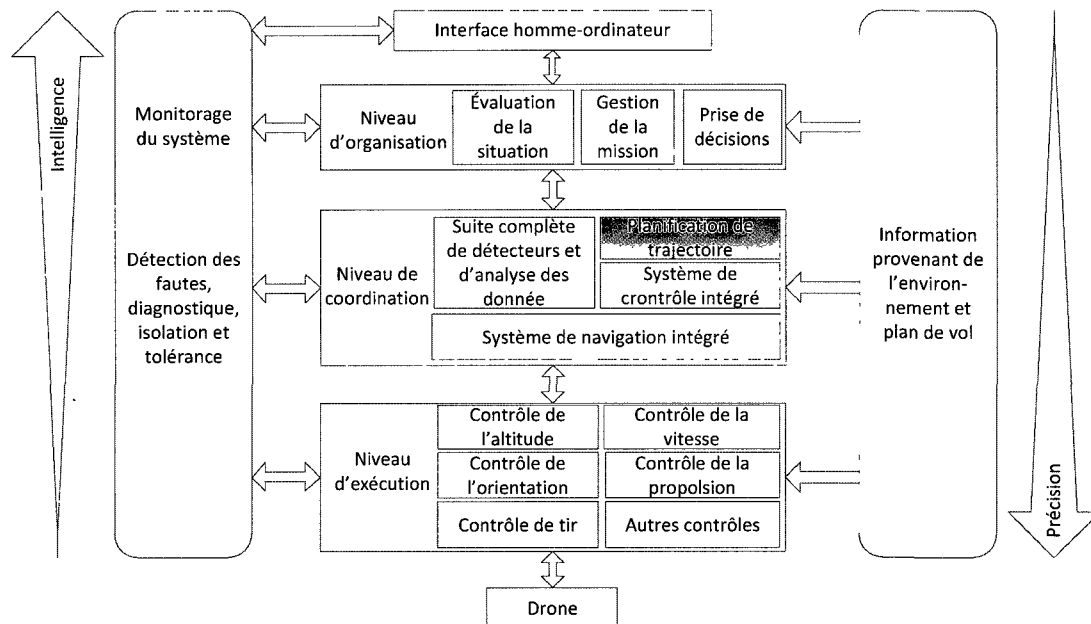 Intelligence
Monitorage
du système
Détection des
fautes,
diagnostique,
isolation et
tolérance
Interface homme-ordinateur
Niveau
d'organisation
Évaluation
de la
situation
Gestion
de la
mission
Prise de
décisions
Niveau de
coordination
Suite complète
de détecteurs et
d'analyse des
donnée
Planification de
trajectoire
Système de
crontrôle intégré
Système de navigation intégré
Niveau
d'exécution
Contrôle de
l'altitude
Contrôle de la
vitesse
Contrôle de
l'orientation
Contrôle de la
propolsion
Contrôle de tir
Autres contrôles
Drone
Information
provenant de
l'environ-
nement et
plan de vol
Précision